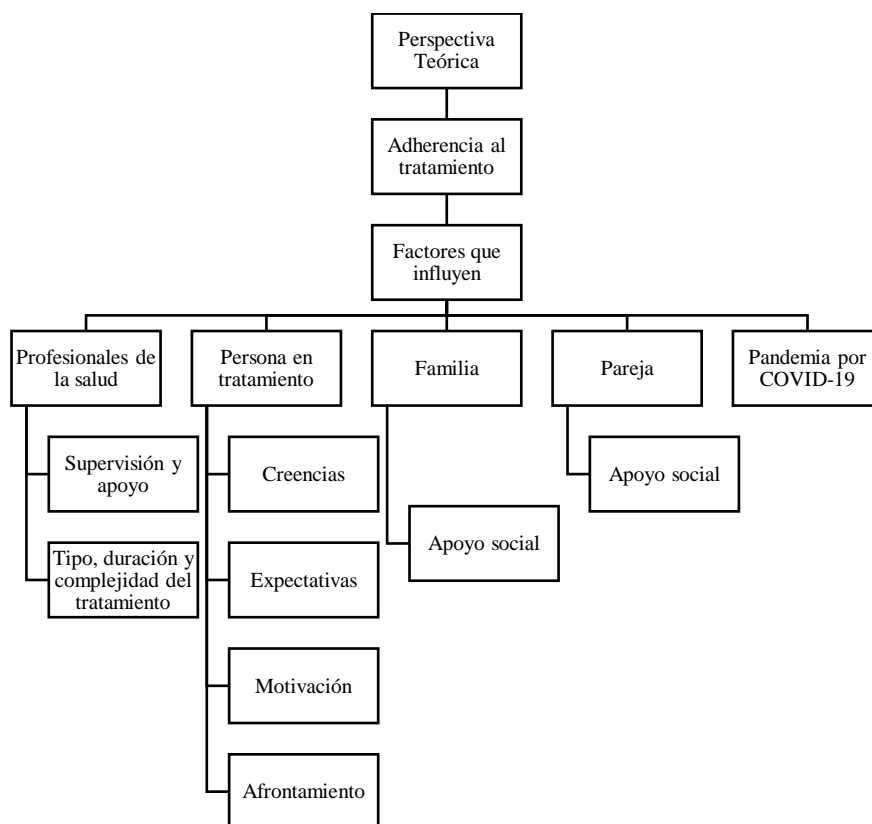 Perspectiva
Teórica
Adherencia al
tratamiento
Factores que
influyen
Profesionales de
la salud
Persona en
tratamiento
Familia
Pareja
Pandemia por
COVID-19
Supervisión y
apoyo
Tipo, duración y
complejidad del
tratamiento
Creencias
Expectativas
Motivación
Afrontamiento
Apoyo social
Apoyo social